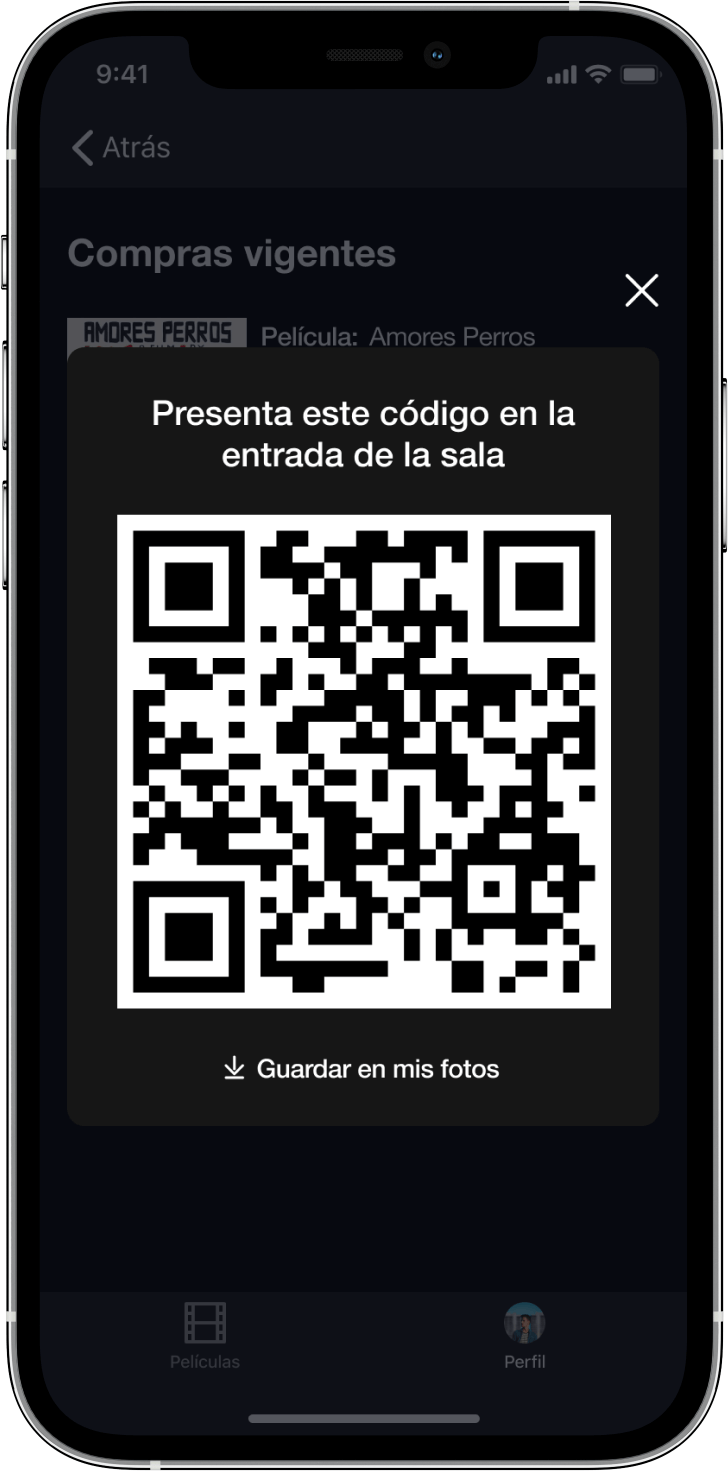 9:41
Atrás
Compras vigentes
AMORES PERROS
Película: Amores Perros
Presenta este código en la
entrada de la sala
Guardar en mis fotos
Películas
Perfil